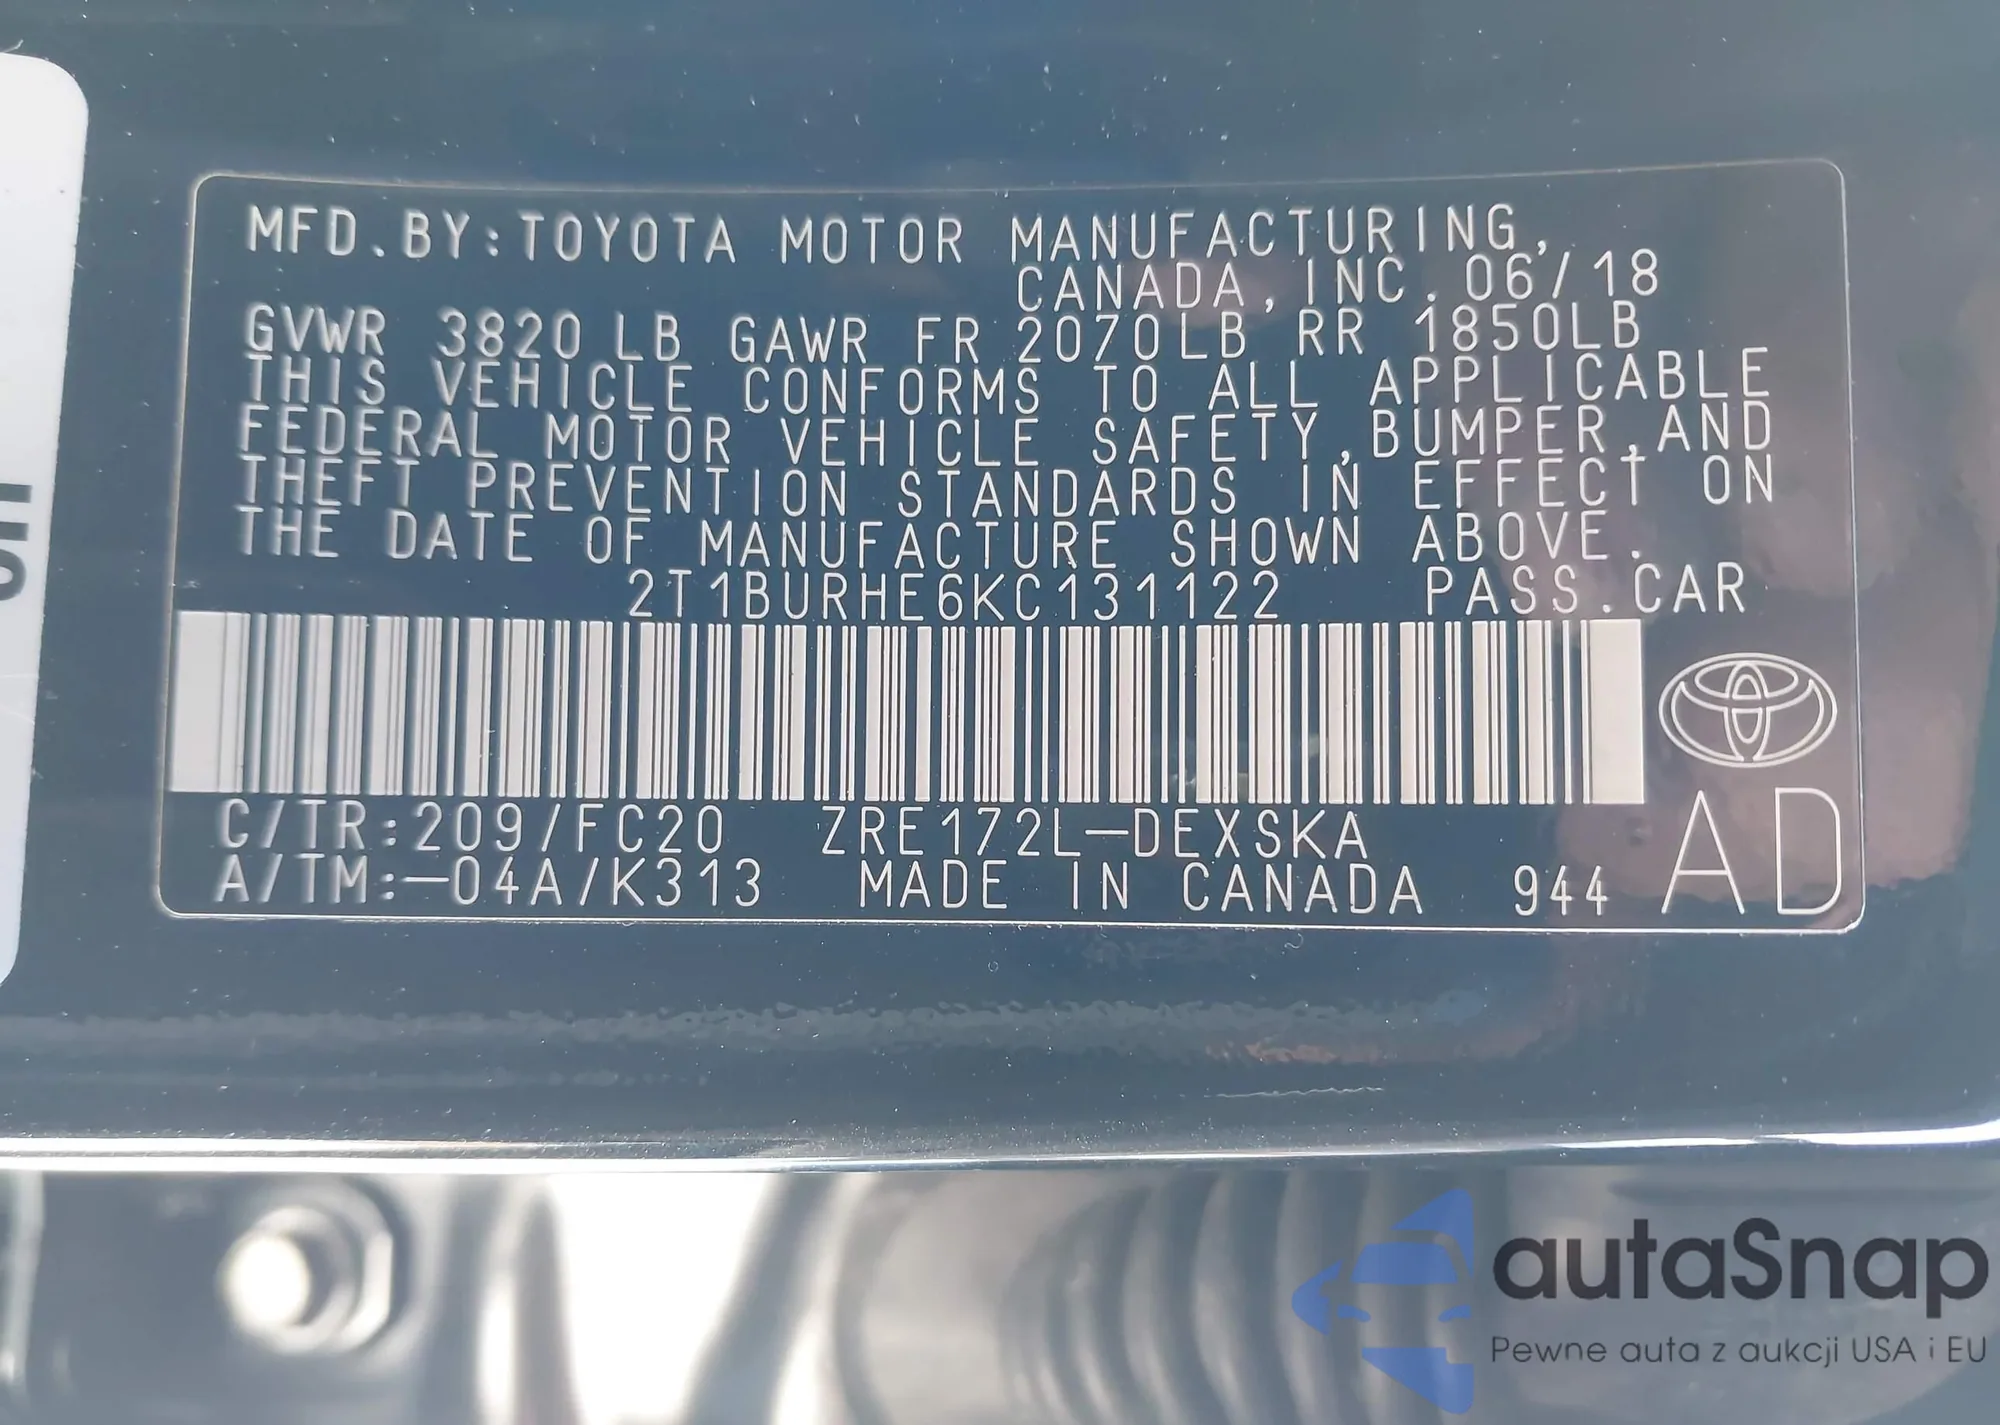 MFD.BY:TOYOTA MOTOR MANUFACTURING,
CANADA, INC. 06/18
GVWR 3820 LB GAWR FR 2070LB RR 1850LB
THIS VEHICLE CONFORMS TO ALL APPLICABLE
FEDERAL MOTOR VEHICLE SAFETY, BUMPER, AND
THEFT PREVENTION STANDARDS IN EFFECT ON
THE DATE OF MANUFACTURE SHOWN ABOVE.
2T1BURHE6KC131122 PASS.CAR
C/TR:209/FC20 ZRE172L-DEXSKA
A/TM:-04A/K313 MADE IN CANADA 944 AD
autaSnap
Pewne auta z aukcji USA i EU